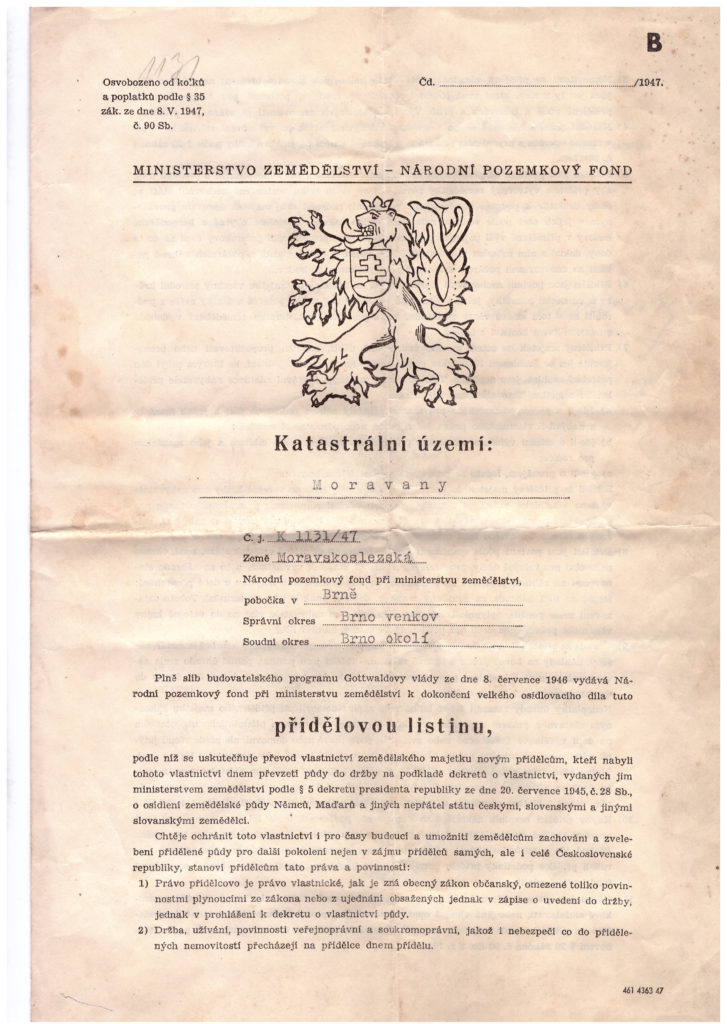 1131
B
Osvobozeno od kolků
a poplatků podle § 35
zák. ze dne 8. V. 1947,
č. 90 Sb.
Čd. /1947.
MINISTERSTVO ZEMĚDĚLSTVÍ – NÁRODNÍ POZEMKOVÝ FOND
Katastrální území:
Moravany
Č. j. K 1131/47
Země Moravskoslezská
Národní pozemkový fond při ministerstvu zemědělství,
pobočka v Brně
Správní okres Brno venkov
Soudní okres Brno okolí
Plně slib budovatelského programu Gottwaldovy vlády ze dne 8. července 1946 vydává Ná-
rodní pozemkový fond při ministerstvu zemědělství k dokončení velkého osidlovacího díla tuto
přídělovou listinu,
podle níž se uskutečňuje převod vlastnictví zemědělského majetku novým přídělcům, kteří nabyli
tohoto vlastnictví dnem převzetí půdy do držby na podkladě dekretů o vlastnictví, vydaných jim
ministerstvem zemědělství podle § 5 dekretu presidenta republiky ze dne 20. července 1945, č. 28 Sb.,
o osídlení zemědělské půdy Němců, Maďarů a jiných nepřátel státu českými, slovenskými a jinými
slovanskými zemědělci.
Chtěje ochrániť toto vlastnictví i pro časy budoucí a umožniti zemědělcům zachování a zvele-
bení přidělené půdy pro další pokolení nejen v zájmu přídělců samých, ale i celé Československé
republiky, stanoví přídělcům tato práva a povinnosti:
1) Právo přídělcovo je právo vlastnické, jak je zná obecný zákon občanský, omezené toliko povin-
nostmi plynoucími ze zákona nebo z ujednání obsažených jednak v zápise o uvedení do držby,
jednak v prohlášení k dekretu o vlastnictví půdy.
2) Držba, užívání, povinnosti veřejnoprávní a soukromoprávní, jakož i nebezpečí co do příděle-
ných nemovitostí přecházejí na přídělce dnem přídělu.
461 4363 47